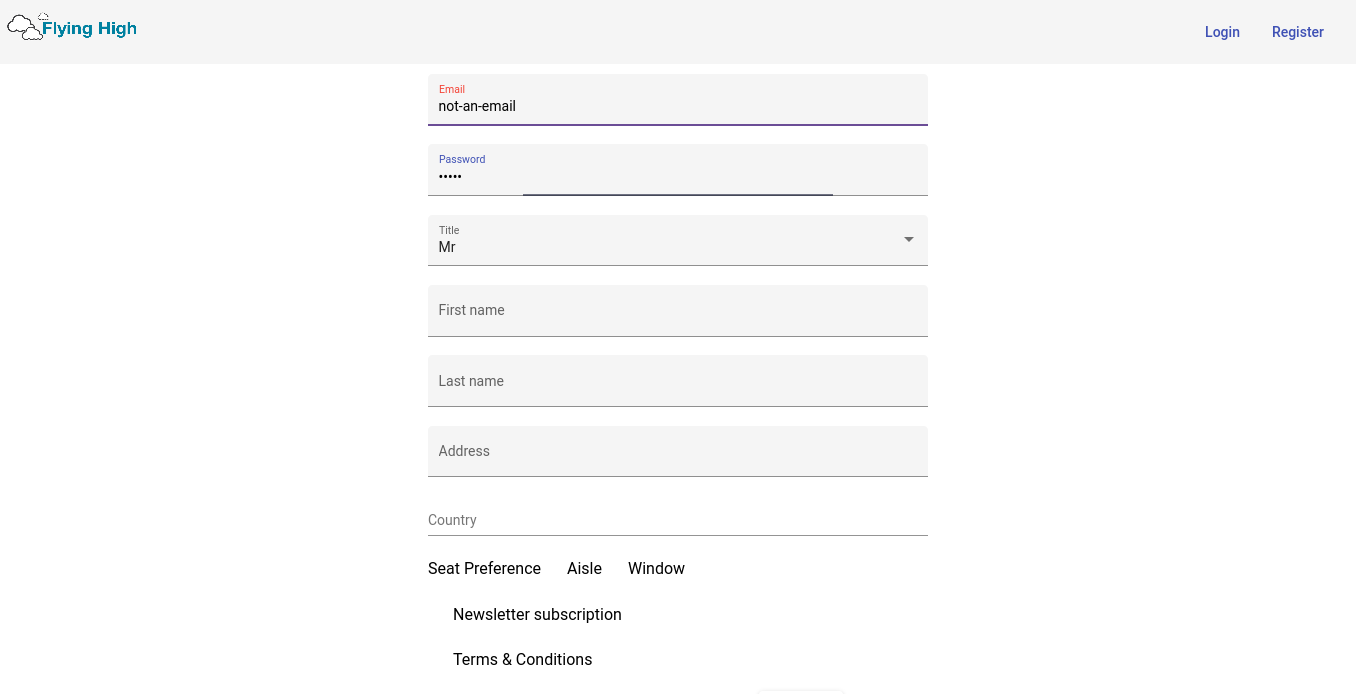 Flying High
Login Register
Email
not-an-email
Password
•••••
Title
Mr
First name
Last name
Address
Country
Seat Preference Aisle Window
Newsletter subscription
Terms & Conditions